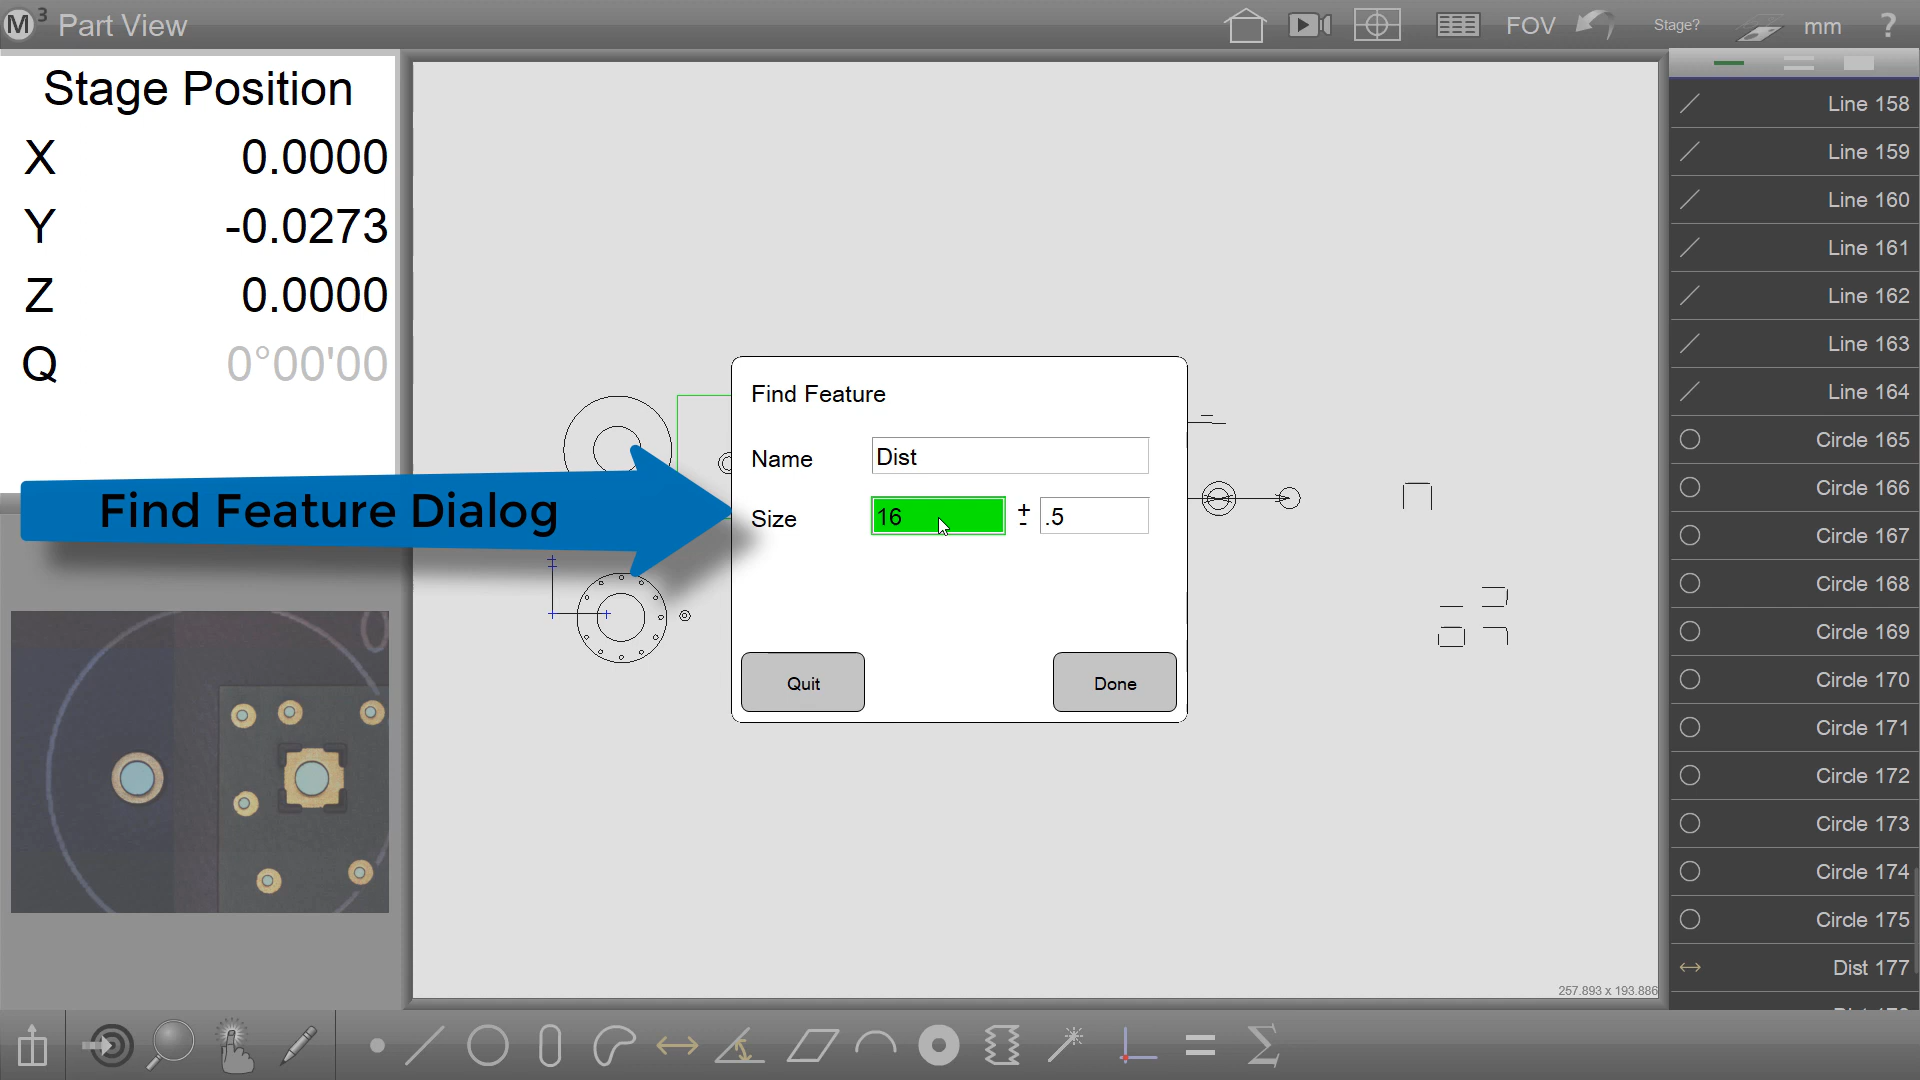 M3 Part View
FOV
Stage?
mm
?
Stage Position
X 0.0000
Y -0.0273
Z 0.0000
Q 0°00'00
Find Feature Dialog
Find Feature
Name Dist
Size 16 ± .5
Quit
Done
257.893 x 193.886
Line 158
Line 159
Line 160
Line 161
Line 162
Line 163
Line 164
Circle 165
Circle 166
Circle 167
Circle 168
Circle 169
Circle 170
Circle 171
Circle 172
Circle 173
Circle 174
Circle 175
Dist 177